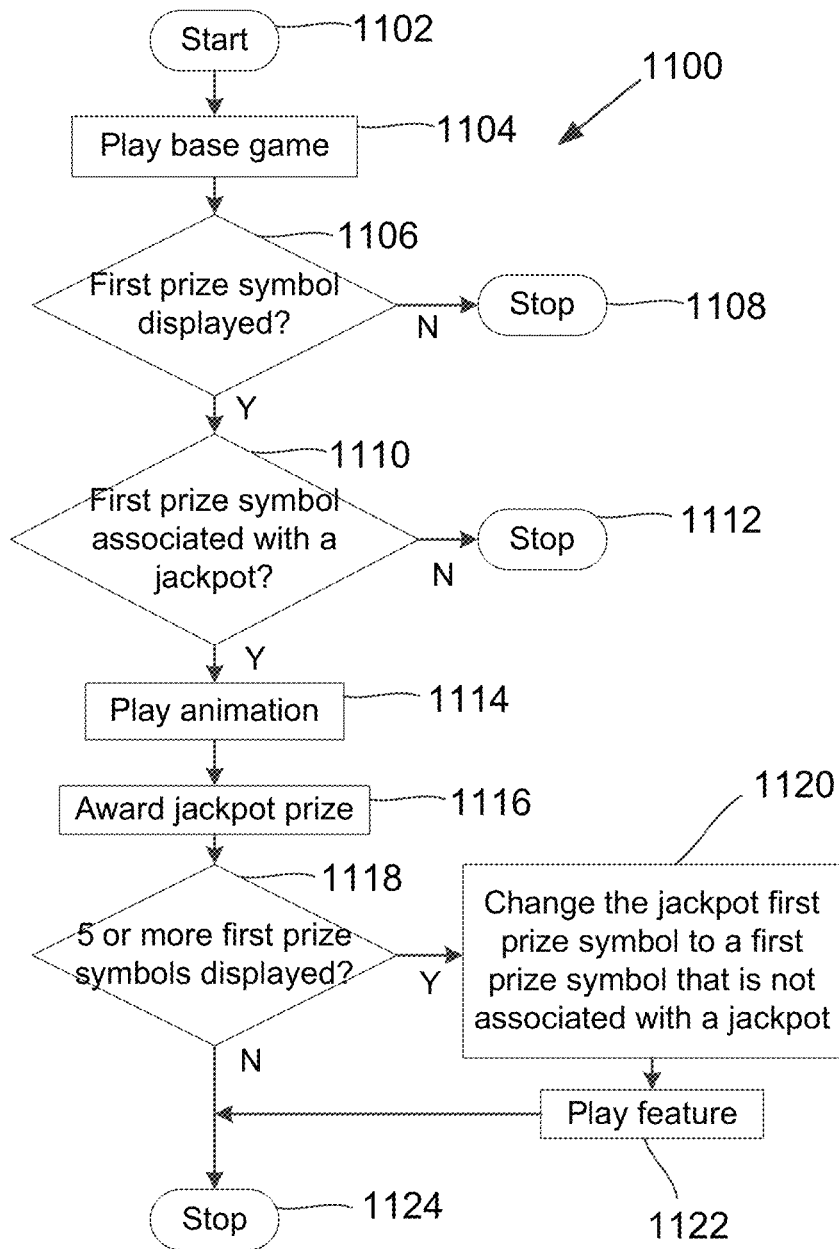 Start
1102
1100
Play base game
1104
1106
First prize symbol
displayed?
N
Stop
1108
Y
1110
First prize symbol
associated with a
jackpot?
N
Stop
1112
Y
Play animation
1114
Award jackpot prize
1116
1118
5 or more first prize
symbols displayed?
Y
1120
Change the jackpot first
prize symbol to a first
prize symbol that is not
associated with a jackpot
N
Play feature
1122
Stop
1124